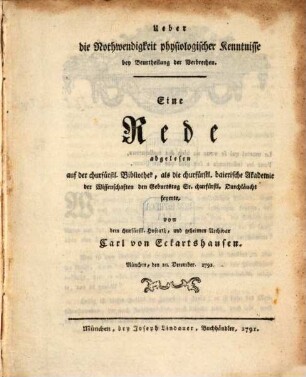 Ueber
die Nothwendigkeit physiologischer Kenntnisse
bey Beurtheilung der Verbrechen.
Eine
Rede
abgelesen
auf der churfürstl. Bibliothek, als die churfürstl. baierische Akademie
der Wissenschaften den Geburtstag Sr. churfürstl. Durchläucht
feyerte,
von
dem churfürstl. Hofrath, und geheimen Archivar
Carl von Eckartshausen.
München, den 10. December. 1791.
München, bey Joseph Lindauer, Buchhändler, 1791.